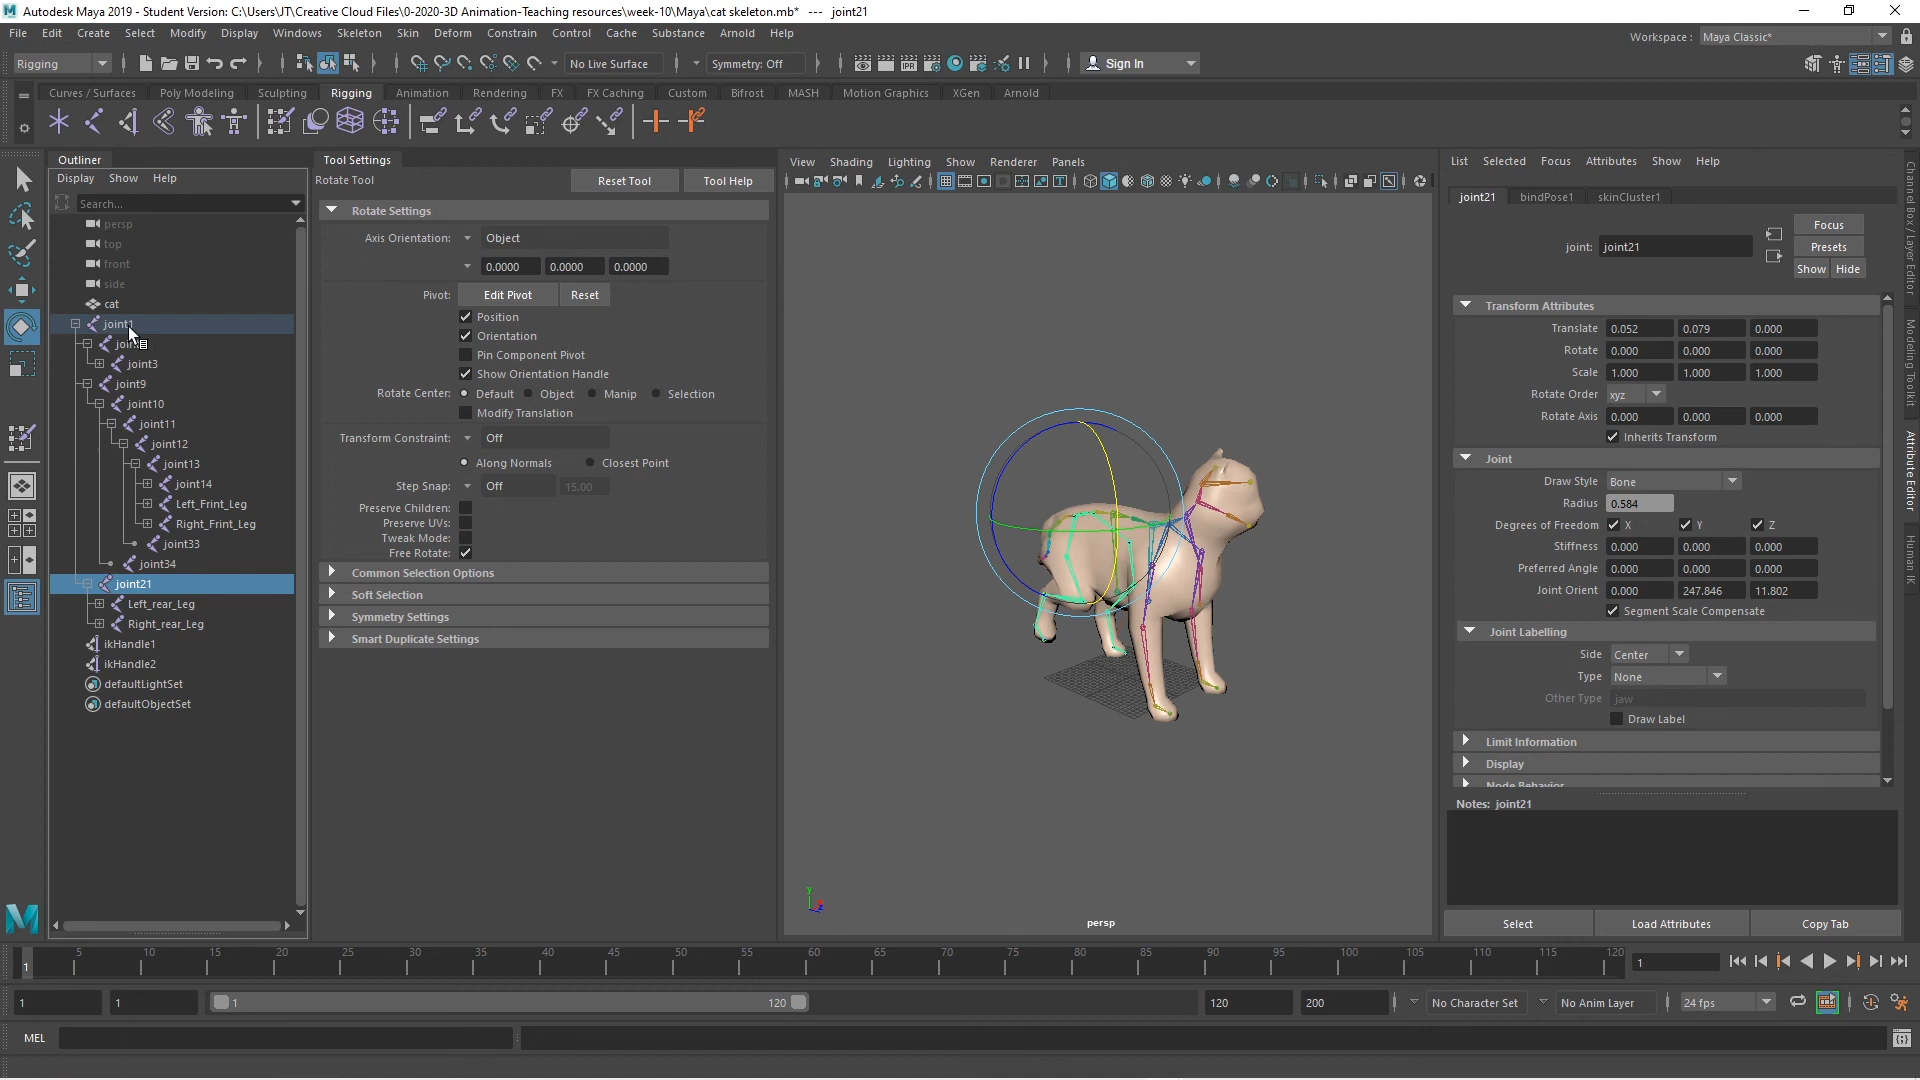 Autodesk Maya 2019 - Student Version: C:\Users\JT\Creative Cloud Files\0-2020-3D Animation-Teaching resources\week-10\Maya\cat skeleton.mb* --- joint21
File Edit Create Select Modify Display Windows Skeleton Skin Deform Constrain Control Cache Substance Arnold Help
Workspace : Maya Classic*
Rigging No Live Surface Symmetry: Off Sign In
Curves / Surfaces Poly Modeling Sculpting Rigging Animation Rendering FX FX Caching Custom Bifrost MASH Motion Graphics XGen Arnold
Outliner
Display Show Help
Search...
persp
top
front
side
cat
joint1
joint3
joint9
joint10
joint11
joint12
joint13
joint14
Left_Frint_Leg
Right_Frint_Leg
joint33
joint34
joint21
Left_rear_Leg
Right_rear_Leg
ikHandle1
ikHandle2
defaultLightSet
defaultObjectSet
Tool Settings
Rotate Tool Reset Tool Tool Help
Rotate Settings
Axis Orientation: Object
0.0000 0.0000 0.0000
Pivot: Edit Pivot Reset
Position
Orientation
Pin Component Pivot
Show Orientation Handle
Rotate Center: Default Object Manip Selection
Modify Translation
Transform Constraint: Off
Along Normals Closest Point
Step Snap: Off 15.00
Preserve Children:
Preserve UVs:
Tweak Mode:
Free Rotate:
Common Selection Options
Soft Selection
Symmetry Settings
Smart Duplicate Settings
View Shading Lighting Show Renderer Panels
y
z
persp
List Selected Focus Attributes Show Help
joint21 bindPose1 skinCluster1
joint: joint21
Focus
Presets
Show Hide
Transform Attributes
Translate 0.052 0.079 0.000
Rotate 0.000 0.000 0.000
Scale 1.000 1.000 1.000
Rotate Order xyz
Rotate Axis 0.000 0.000 0.000
Inherits Transform
Joint
Draw Style Bone
Radius 0.584
Degrees of Freedom X Y Z
Stiffness 0.000 0.000 0.000
Preferred Angle 0.000 0.000 0.000
Joint Orient 0.000 247.846 11.802
Segment Scale Compensate
Joint Labelling
Side Center
Type None
Other Type jaw
Draw Label
Limit Information
Display
Node Behavior
Notes: joint21
Select Load Attributes Copy Tab
Channel Box / Layer Editor
Modeling Toolkit
Attribute Editor
Human IK
5 10 15 20 25 30 35 40 45 50 55 60 65 70 75 80 85 90 95 100 105 110 115 120
1 1
1 1 1 120 120 200 No Character Set No Anim Layer 24 fps
MEL